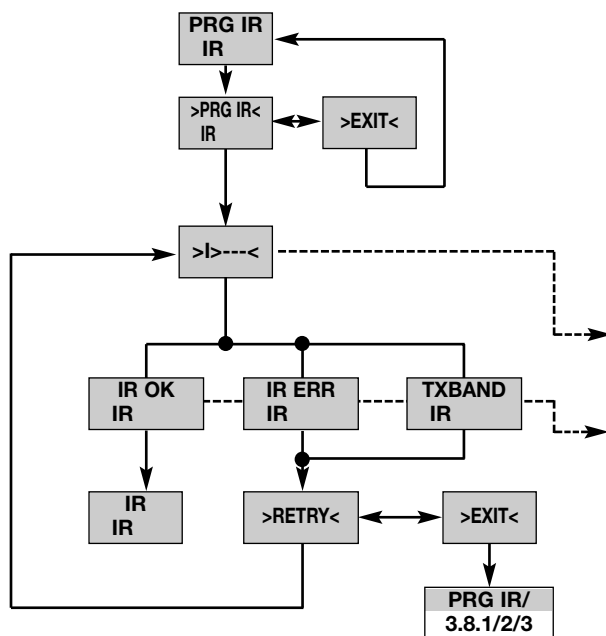 PRG IR
IR
>PRG IR<
IR
>EXIT<
>I>---<
IR OK
IR
IR ERR
IR
TXBAND
IR
IR
IR
>RETRY<
>EXIT<
PRG IR/
3.8.1/2/3